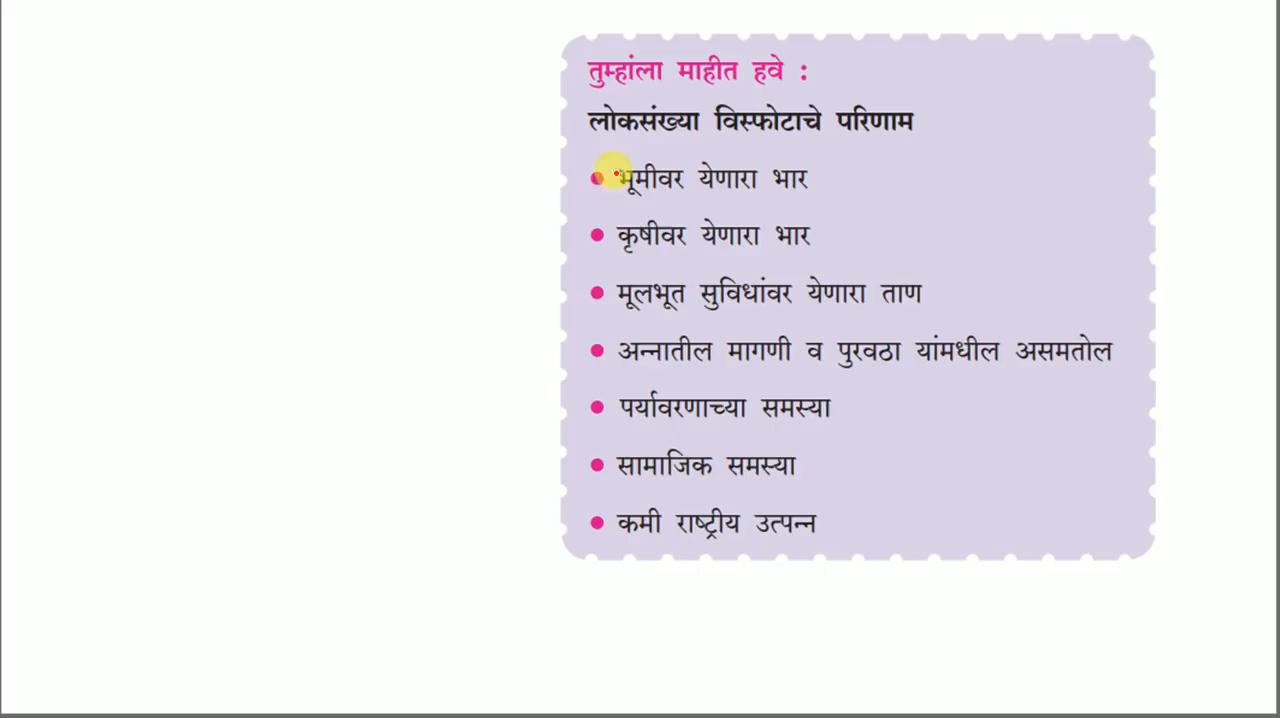 तुम्हांला माहीत हवे :
लोकसंख्या विस्फोटाचे परिणाम
• भूमीवर येणारा भार
• कृषीवर येणारा भार
• मूलभूत सुविधांवर येणारा ताण
• अन्नातील मागणी व पुरवठा यांमधील असमतोल
• पर्यावरणाच्या समस्या
• सामाजिक समस्या
• कमी राष्ट्रीय उत्पन्न